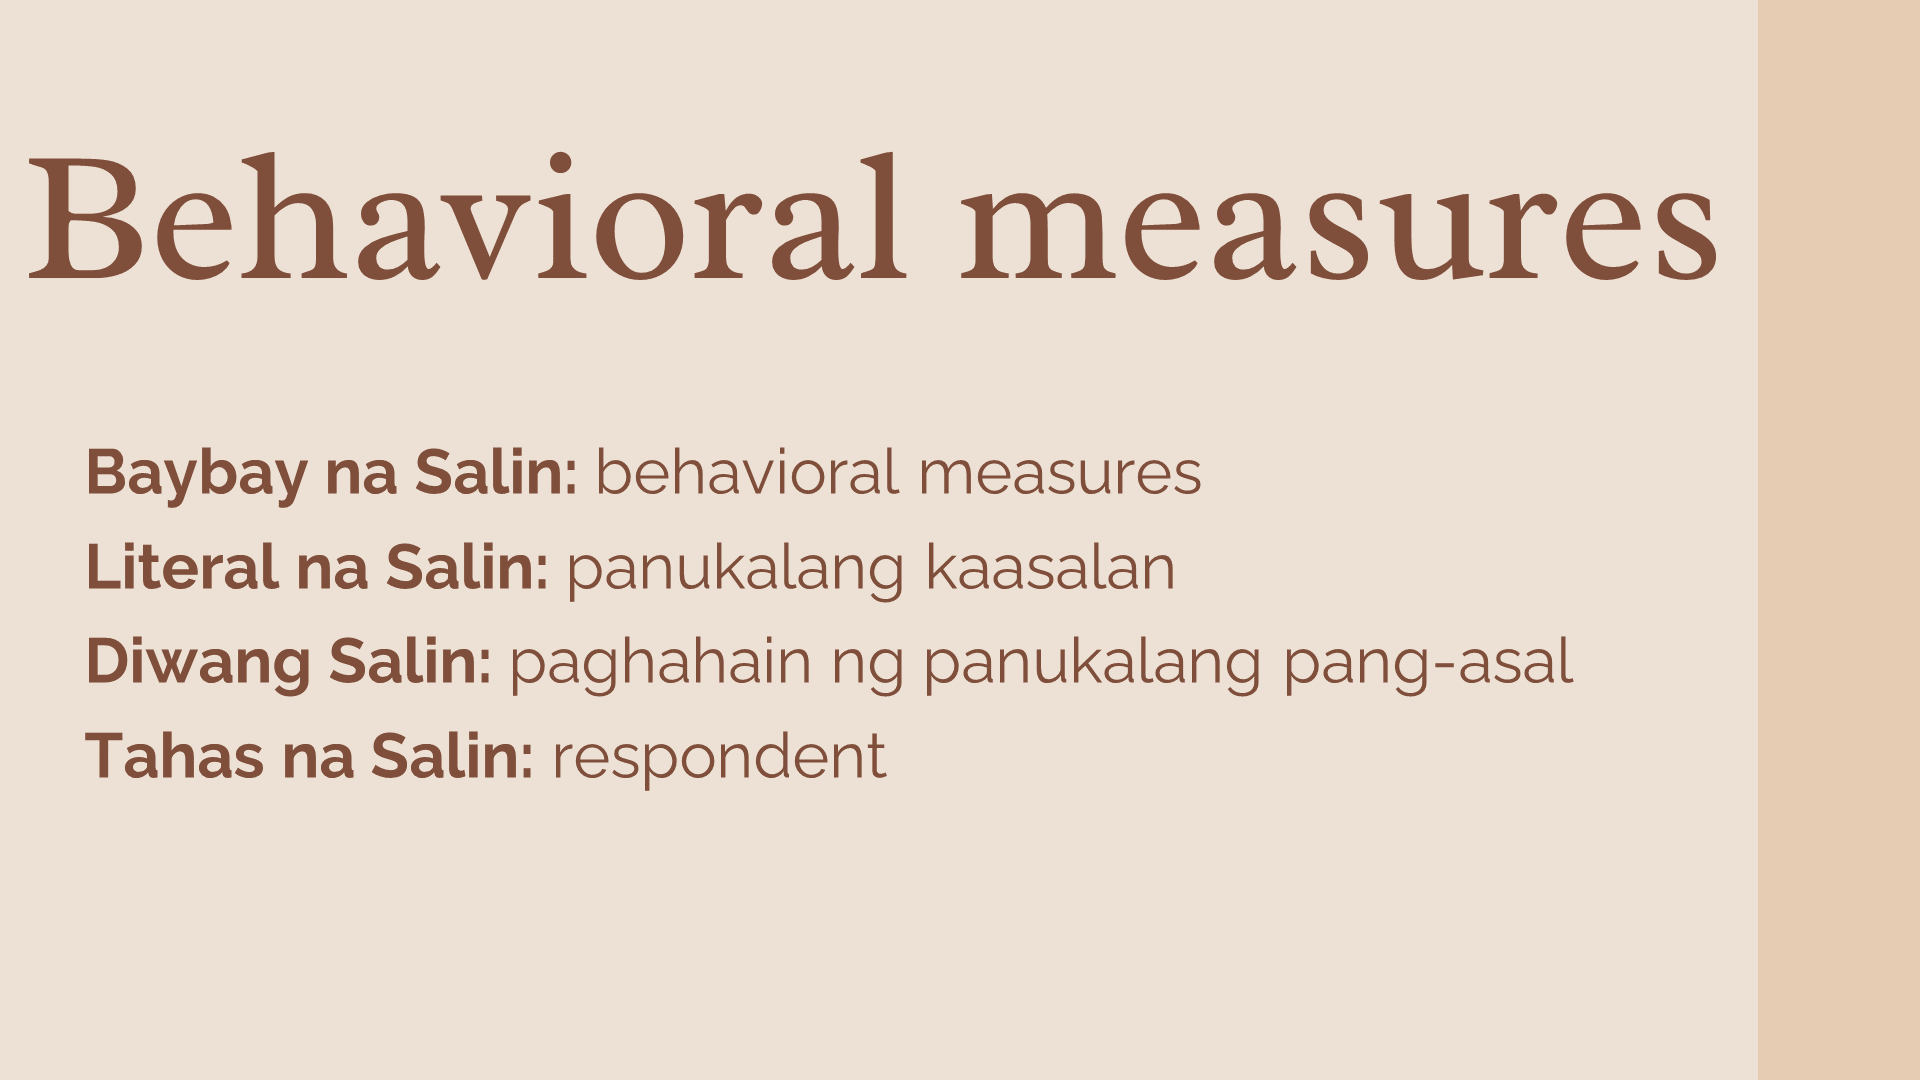 Behavioral measures
Baybay na Salin: behavioral measures
Literal na Salin: panukalang kaasalan
Diwang Salin: paghahain ng panukalang pang-asal
Tahas na Salin: respondent